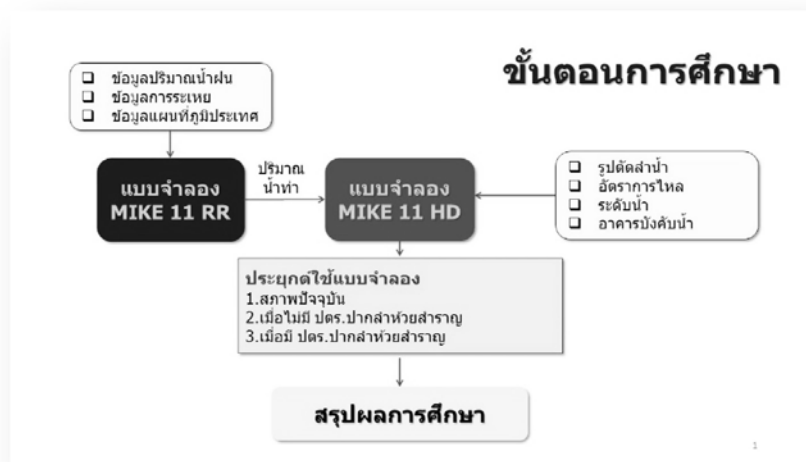 ขั้นตอนการศึกษา
❑ ข้อมูลปริมาณน้ำฝน
❑ ข้อมูลการระเหย
❑ ข้อมูลแผนที่ภูมิประเทศ
แบบจำลอง
MIKE 11 RR
ปริมาณ
น้ำท่า
แบบจำลอง
MIKE 11 HD
❑ รูปตัดลำน้ำ
❑ อัตราการไหล
❑ ระดับน้ำ
❑ อาคารบังคับน้ำ
ประยุกต์ใช้แบบจำลอง
1.สภาพปัจจุบัน
2.เมื่อไม่มี ปตร.ปากลำห้วยสำราญ
3.เมื่อมี ปตร.ปากลำห้วยสำราญ
สรุปผลการศึกษา
1